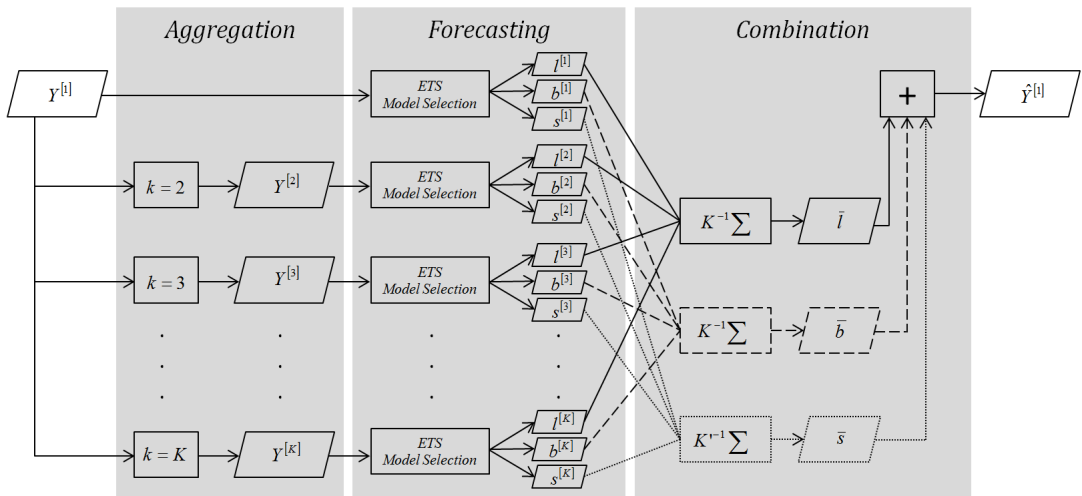 Aggregation
Forecasting
Combination
Y^[1]
ETS
Model Selection
l^[1]
b^[1]
s^[1]
+
Ŷ^[1]
k = 2
Y^[2]
ETS
Model Selection
l^[2]
b^[2]
s^[2]
K^-1 ∑
l̄
k = 3
Y^[3]
ETS
Model Selection
l^[3]
b^[3]
s^[3]
K^-1 ∑
b̄
k = K
Y^[K]
ETS
Model Selection
l^[K]
b^[K]
s^[K]
K'^-1 ∑
s̄